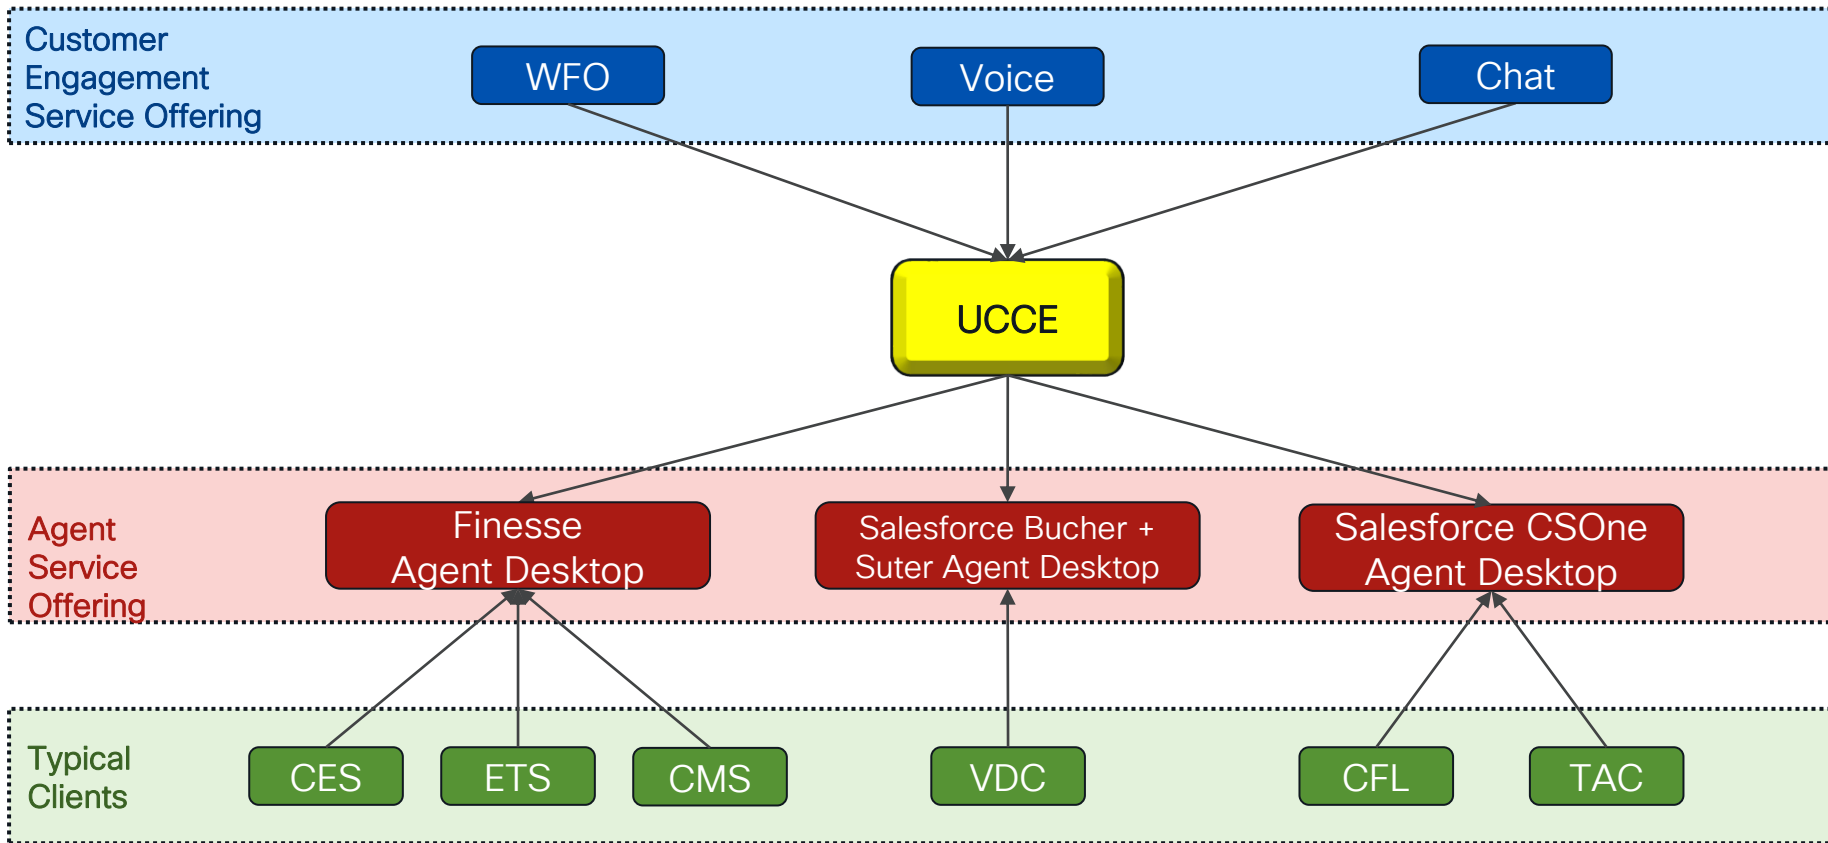 Customer
Engagement
Service Offering
WFO
Voice
Chat
UCCE
Agent
Service
Offering
Finesse
Agent Desktop
Salesforce Bucher +
Suter Agent Desktop
Salesforce CSOne
Agent Desktop
Typical
Clients
CES
ETS
CMS
VDC
CFL
TAC